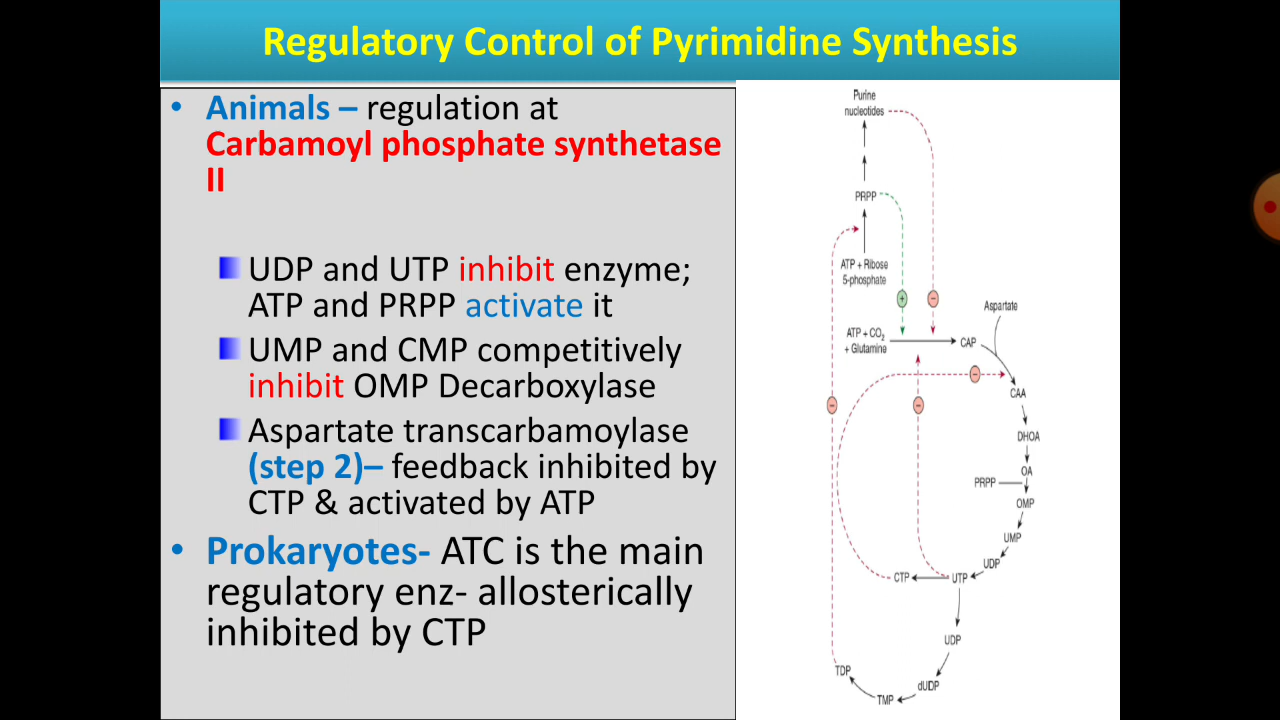 Regulatory Control of Pyrimidine Synthesis
• Animals – regulation at
Carbamoyl phosphate synthetase
II
UDP and UTP inhibit enzyme;
ATP and PRPP activate it
UMP and CMP competitively
inhibit OMP Decarboxylase
Aspartate transcarbamoylase
(step 2)– feedback inhibited by
CTP & activated by ATP
• Prokaryotes- ATC is the main
regulatory enz- allosterically
inhibited by CTP
Purine
nucleotides
PRPP
ATP + Ribose
5-phosphate
+
−
Aspartate
ATP + CO₂
+ Glutamine
CAP
−
CAA
−
−
DHOA
OA
PRPP
OMP
UMP
UDP
CTP
UTP
UDP
TDP
dUDP
TMP